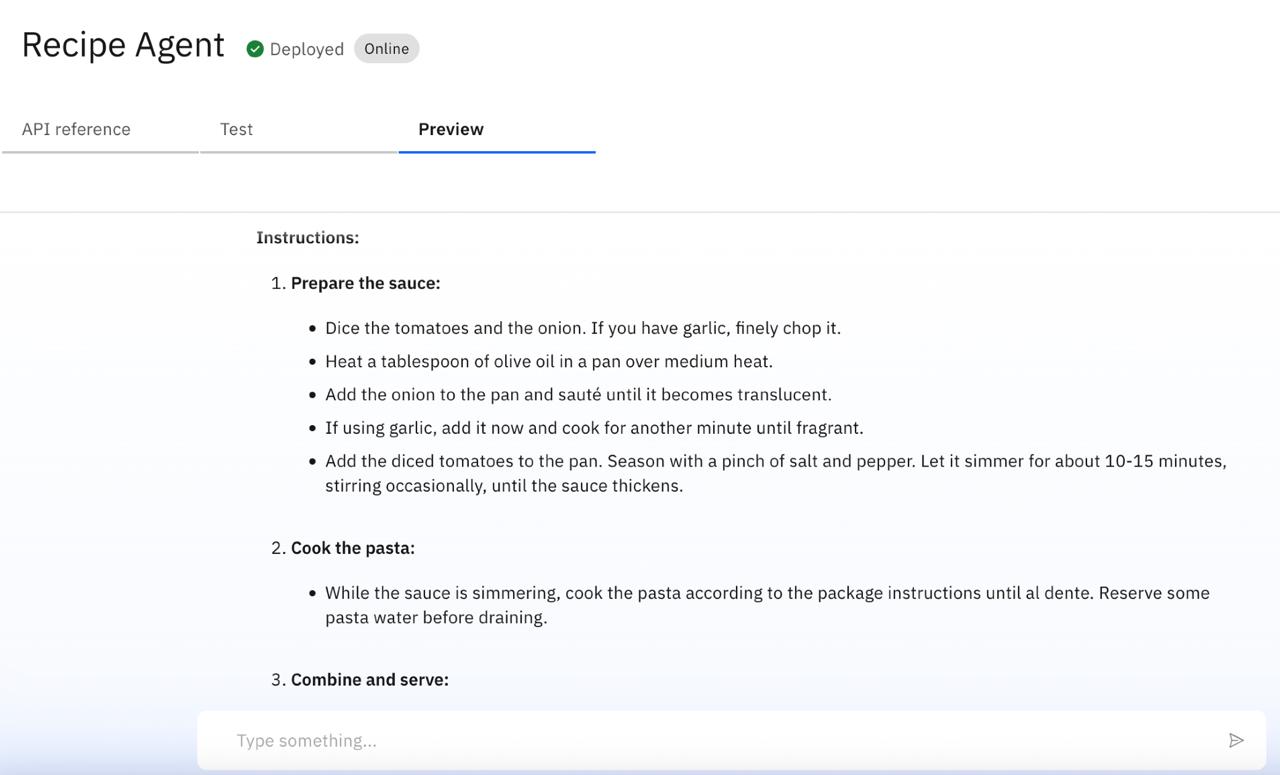 Recipe Agent Deployed Online
API reference Test Preview
Instructions:
1. Prepare the sauce:
• Dice the tomatoes and the onion. If you have garlic, finely chop it.
• Heat a tablespoon of olive oil in a pan over medium heat.
• Add the onion to the pan and sauté until it becomes translucent.
• If using garlic, add it now and cook for another minute until fragrant.
• Add the diced tomatoes to the pan. Season with a pinch of salt and pepper. Let it simmer for about 10-15 minutes,
stirring occasionally, until the sauce thickens.
2. Cook the pasta:
• While the sauce is simmering, cook the pasta according to the package instructions until al dente. Reserve some
pasta water before draining.
3. Combine and serve:
Type something...